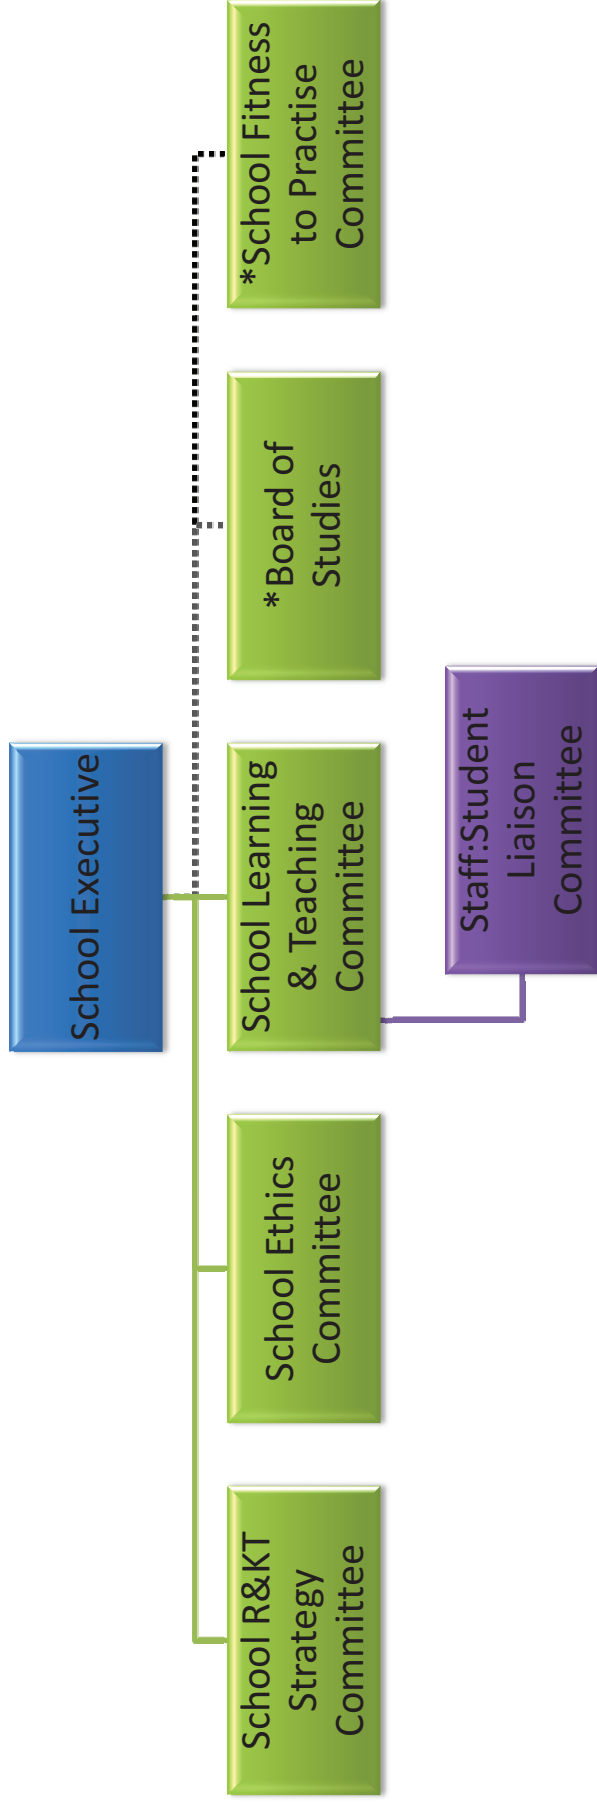 School Executive
School R&KT
Strategy
Committee
School Ethics
Committee
School Learning
& Teaching
Committee
*Board of
Studies
*School Fitness
to Practise
Committee
Staff:Student
Liaison
Committee